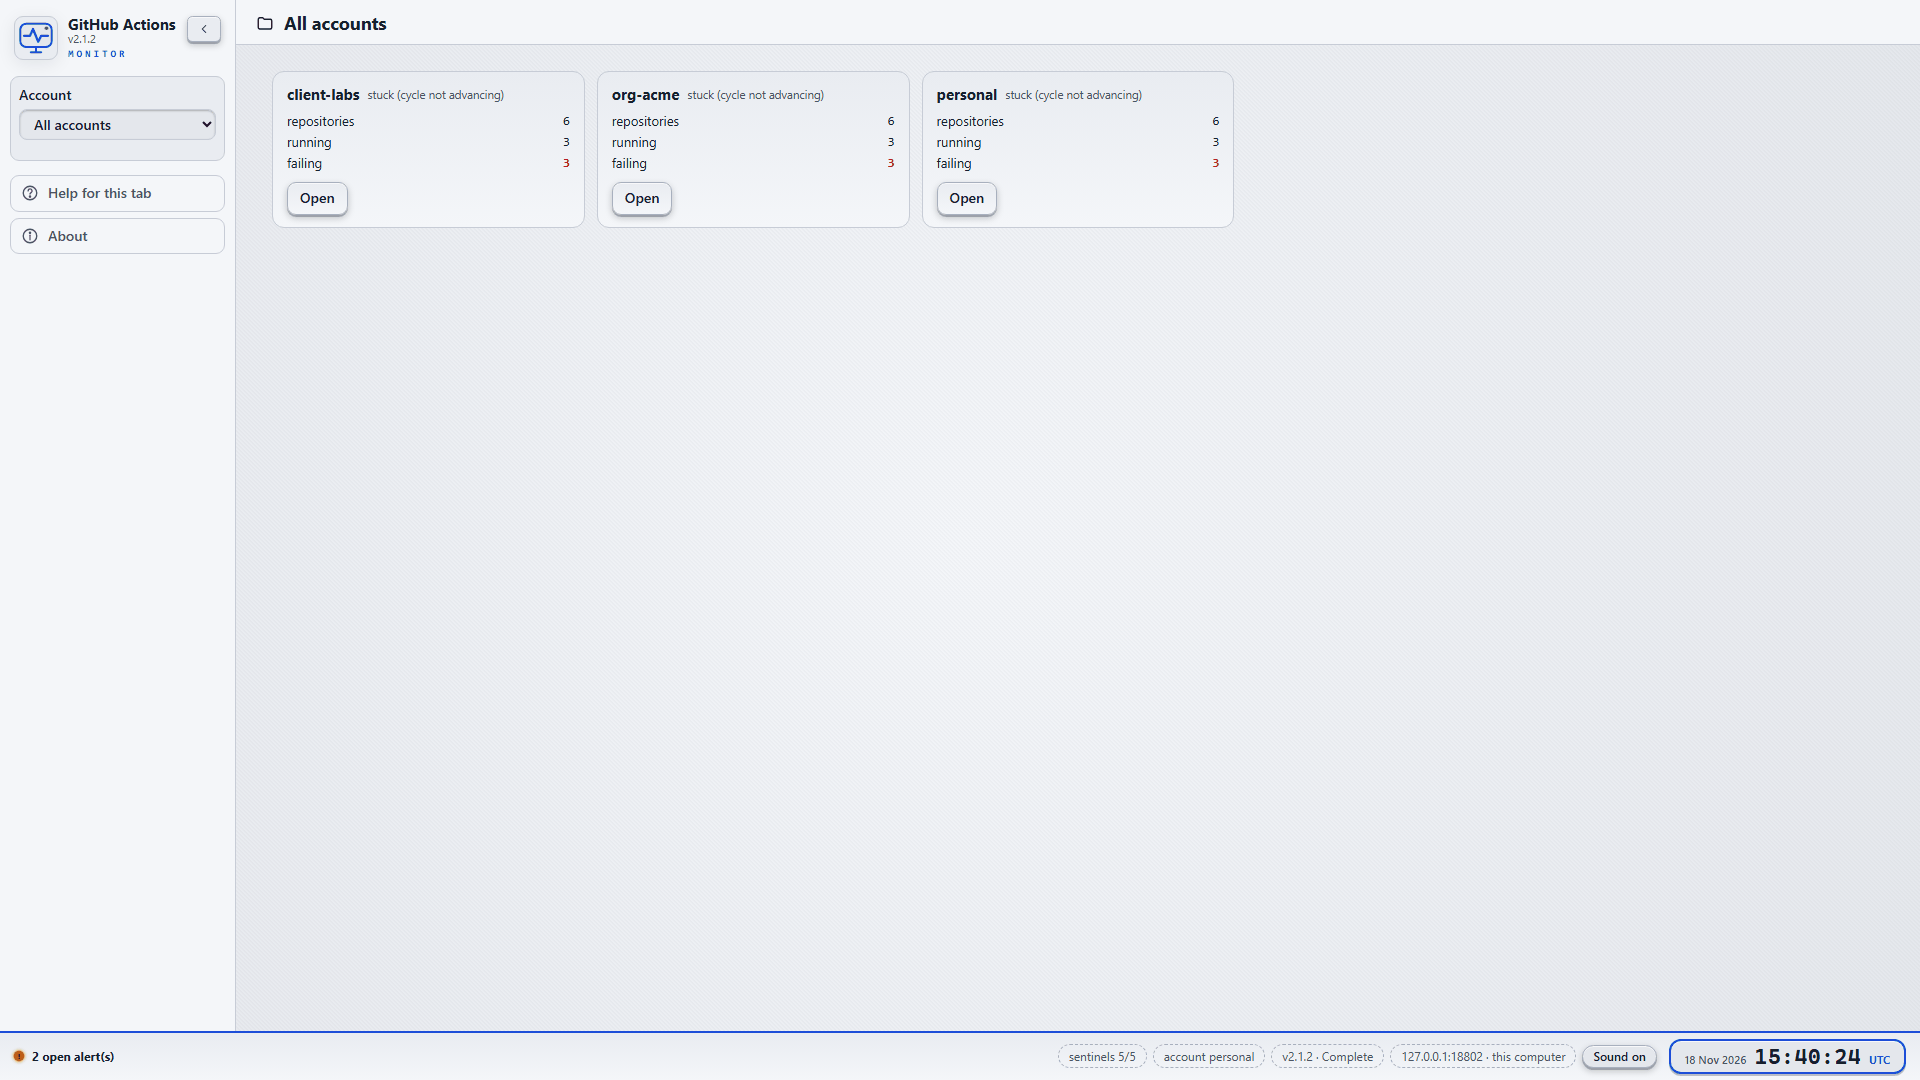 GitHub Actions
v2.1.2
MONITOR
Account
All accounts
Help for this tab
About
All accounts
client-labs stuck (cycle not advancing)
repositories 6
running 3
failing 3
Open
org-acme stuck (cycle not advancing)
repositories 6
running 3
failing 3
Open
personal stuck (cycle not advancing)
repositories 6
running 3
failing 3
Open
2 open alert(s)
sentinels 5/5
account personal
v2.1.2 · Complete
127.0.0.1:18802 · this computer
Sound on
18 Nov 2026 15:40:24 UTC